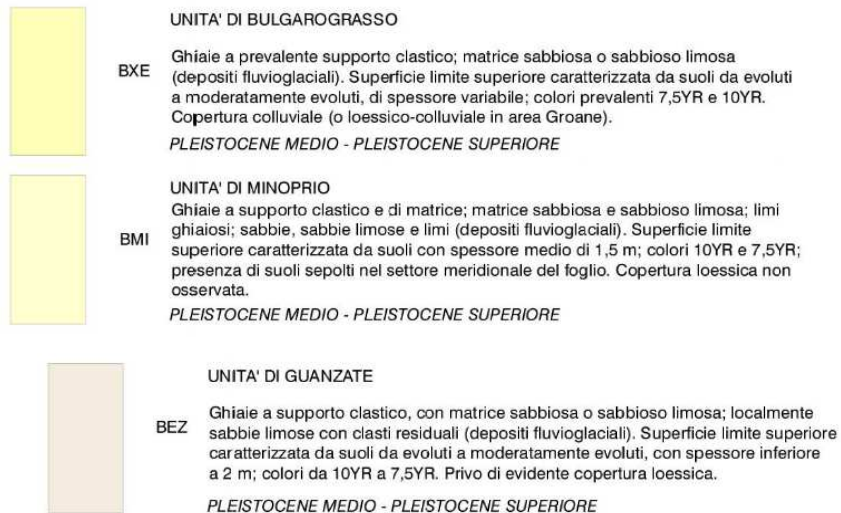 UNITA' DI BULGAROGRASSO
BXE
Ghiaie a prevalente supporto clastico; matrice sabbiosa o sabbioso limosa
(depositi fluvioglaciali). Superficie limite superiore caratterizzata da suoli da evoluti
a moderatamente evoluti, di spessore variabile; colori prevalenti 7,5YR e 10YR.
Copertura colluviale (o loessico-colluviale in area Groane).
PLEISTOCENE MEDIO - PLEISTOCENE SUPERIORE
UNITA' DI MINOPRIO
BMI
Ghiaie a supporto clastico e di matrice; matrice sabbiosa e sabbioso limosa; limi
ghiaiosi; sabbie, sabbie limose e limi (depositi fluvioglaciali). Superficie limite
superiore caratterizzata da suoli con spessore medio di 1,5 m; colori 10YR e 7,5YR;
presenza di suoli sepolti nel settore meridionale del foglio. Copertura loessica non
osservata.
PLEISTOCENE MEDIO - PLEISTOCENE SUPERIORE
UNITA' DI GUANZATE
BEZ
Ghiaie a supporto clastico, con matrice sabbiosa o sabbioso limosa; localmente
sabbie limose con clasti residuali (depositi fluvioglaciali). Superficie limite superiore
caratterizzata da suoli da evoluti a moderatamente evoluti, con spessore inferiore
a 2 m; colori da 10YR a 7,5YR. Privo di evidente copertura loessica.
PLEISTOCENE MEDIO - PLEISTOCENE SUPERIORE